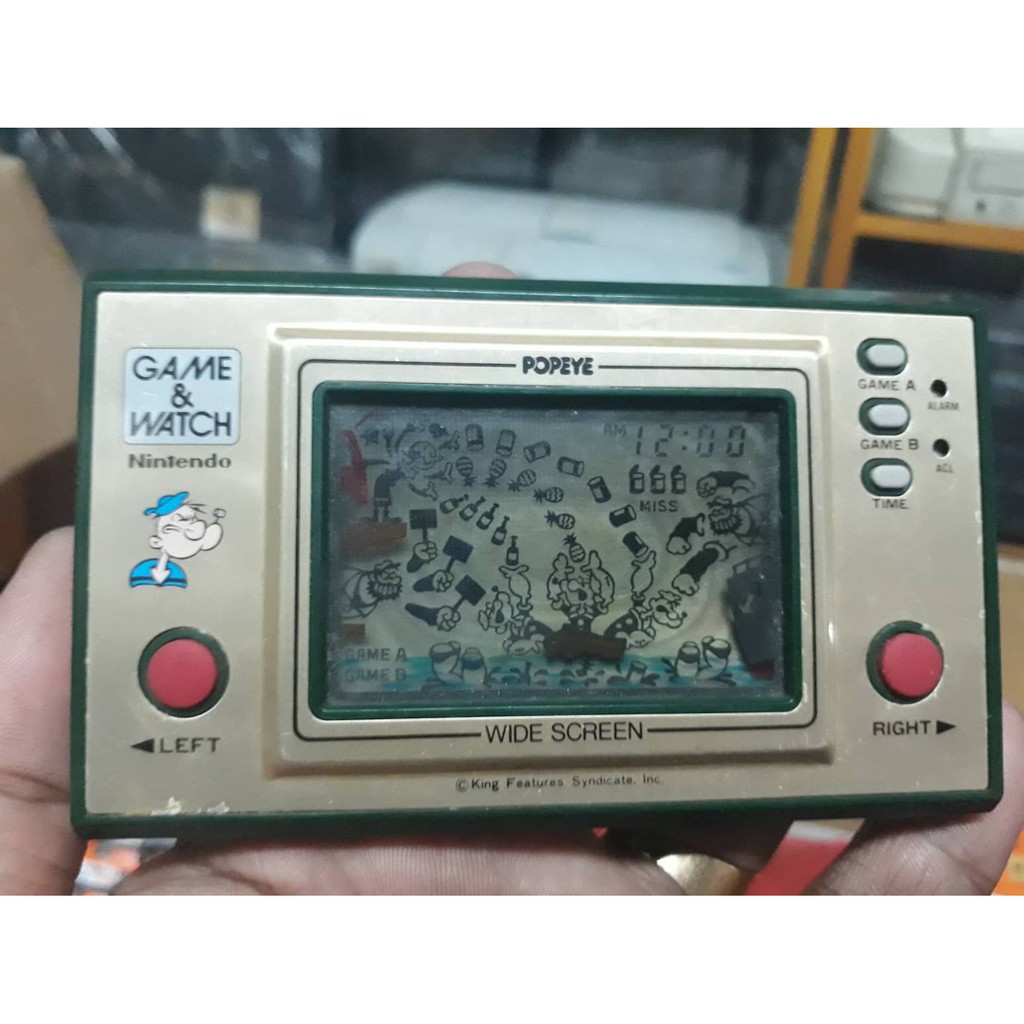 GAME
&
WATCH
Nintendo
POPEYE
AM 12:00
MISS
GAME A
GAME B
GAME A
ALARM
GAME B
ACL
TIME
◀LEFT
RIGHT▶
WIDE SCREEN
©King Features Syndicate, Inc.